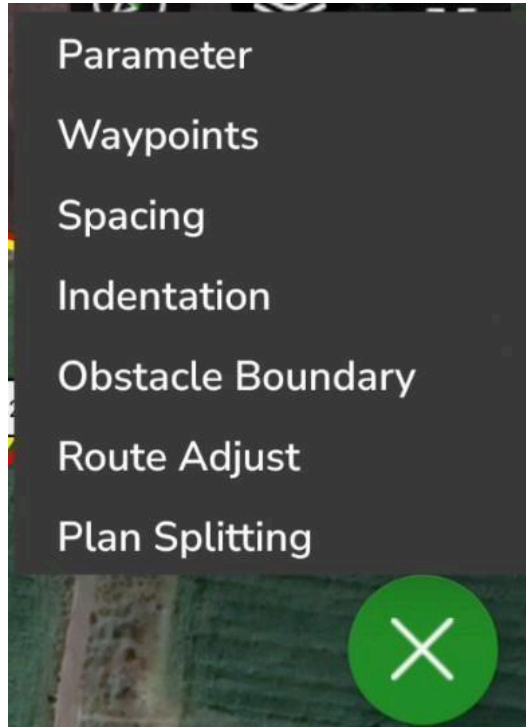 Parameter
Waypoints
Spacing
Indentation
Obstacle Boundary
Route Adjust
Plan Splitting